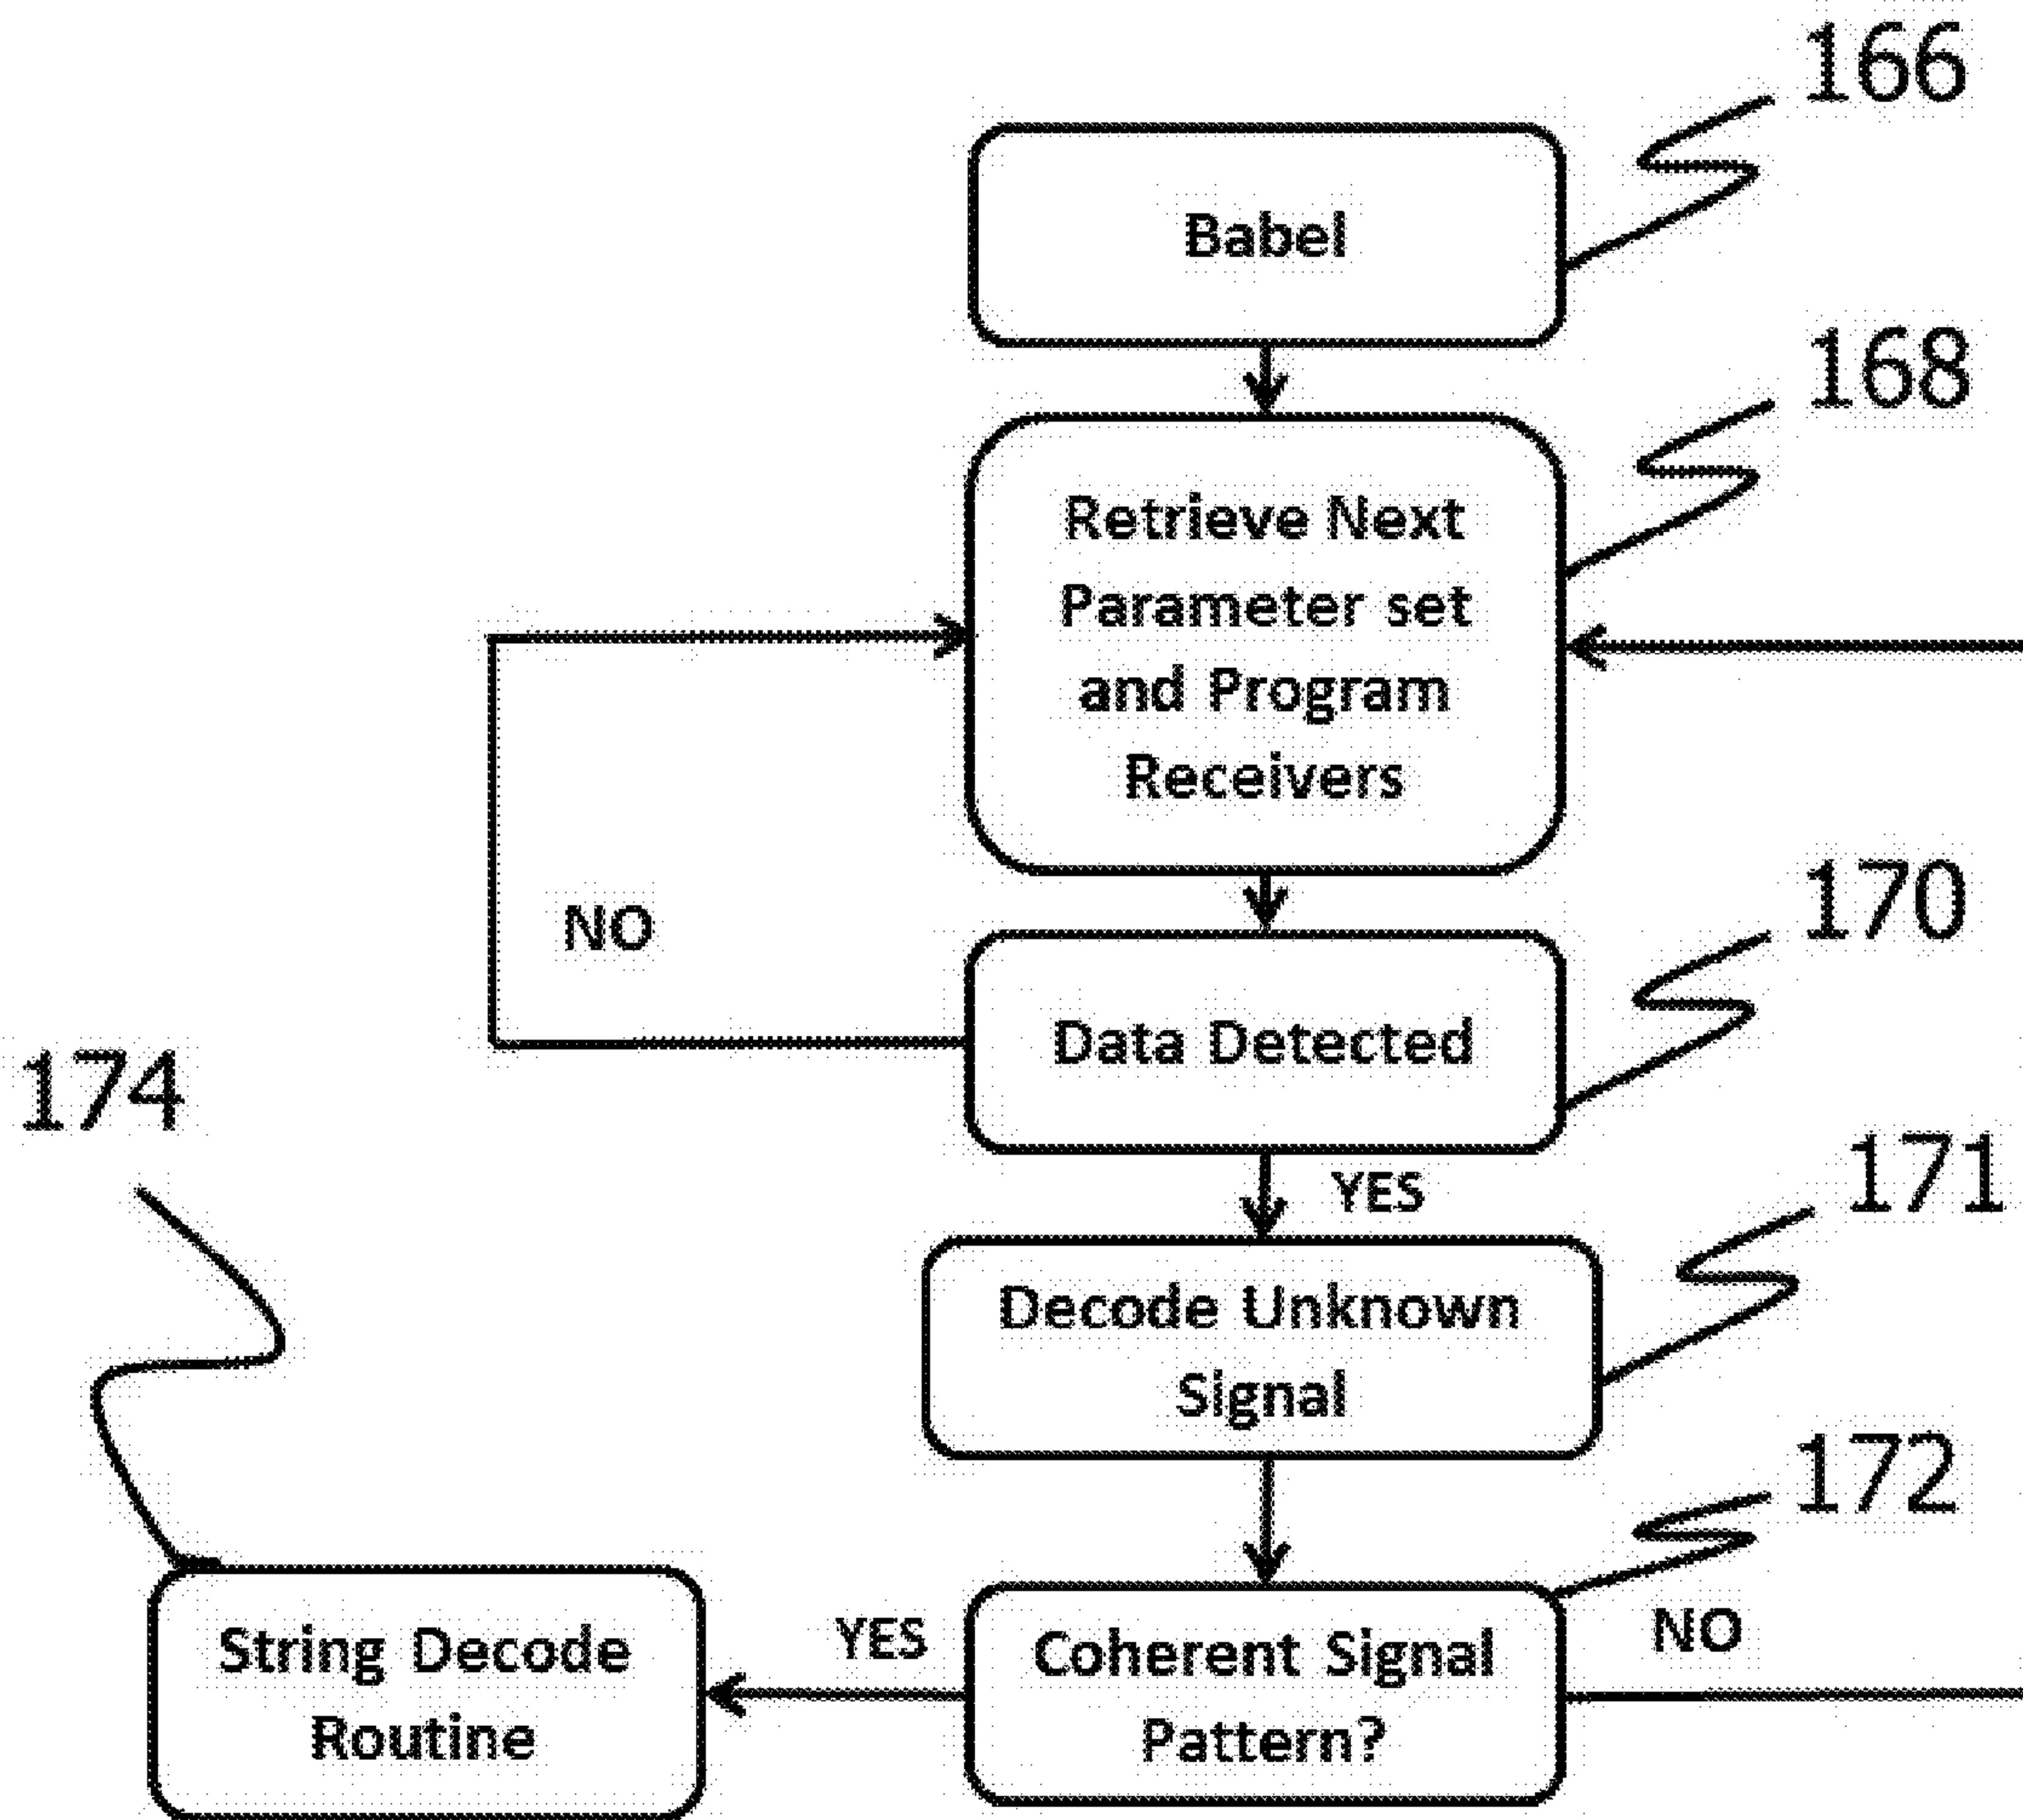 166
Babel
168
Retrieve Next
Parameter set
and Program
Receivers
170
NO
Data Detected
174
171
YES
Decode Unknown
Signal
172
String Decode
Routine
YES
Coherent Signal
Pattern?
NO